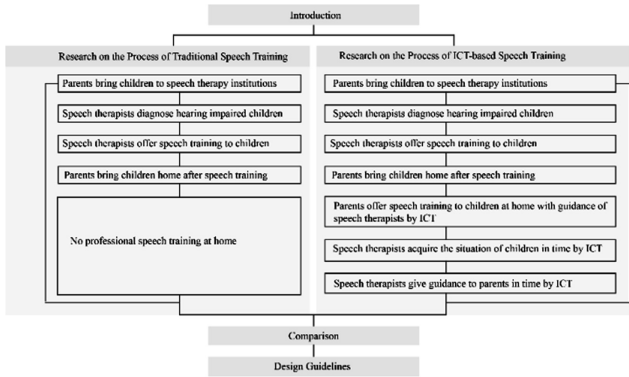 Introduction
Research on the Process of Traditional Speech Training
Parents bring children to speech therapy institutions
Speech therapists diagnose hearing impaired children
Speech therapists offer speech training to children
Parents bring children home after speech training
No professional speech training at home
Research on the Process of ICT-based Speech Training
Parents bring children to speech therapy institutions
Speech therapists diagnose hearing impaired children
Speech therapists offer speech training to children
Parents bring children home after speech training
Parents offer speech training to children at home with guidance of
speech therapists by ICT
Speech therapists acquire the situation of children in time by ICT
Speech therapists give guidance to parents in time by ICT
Comparison
Design Guidelines